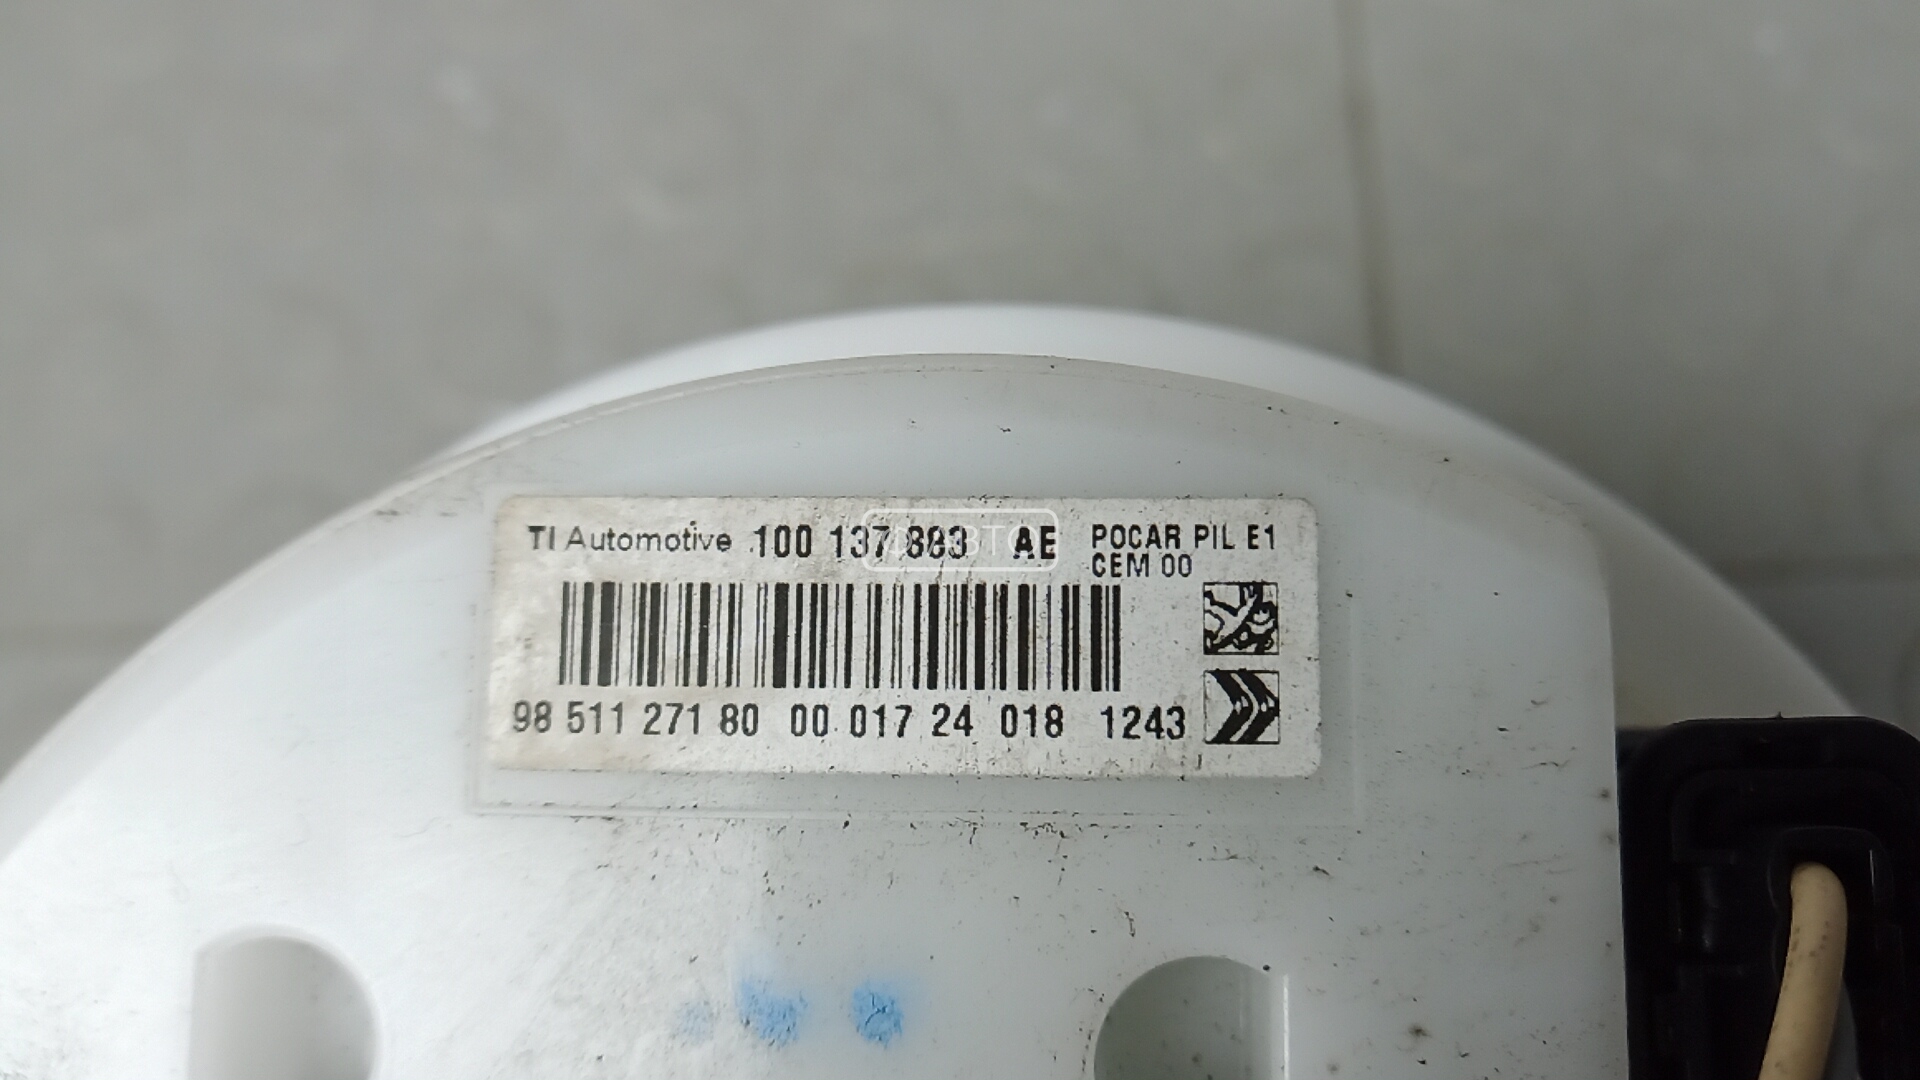 TI Automotive 100 137 883 AE POCAR PIL E1
CEM 00
98 511 271 80 00 017 24 018 1243